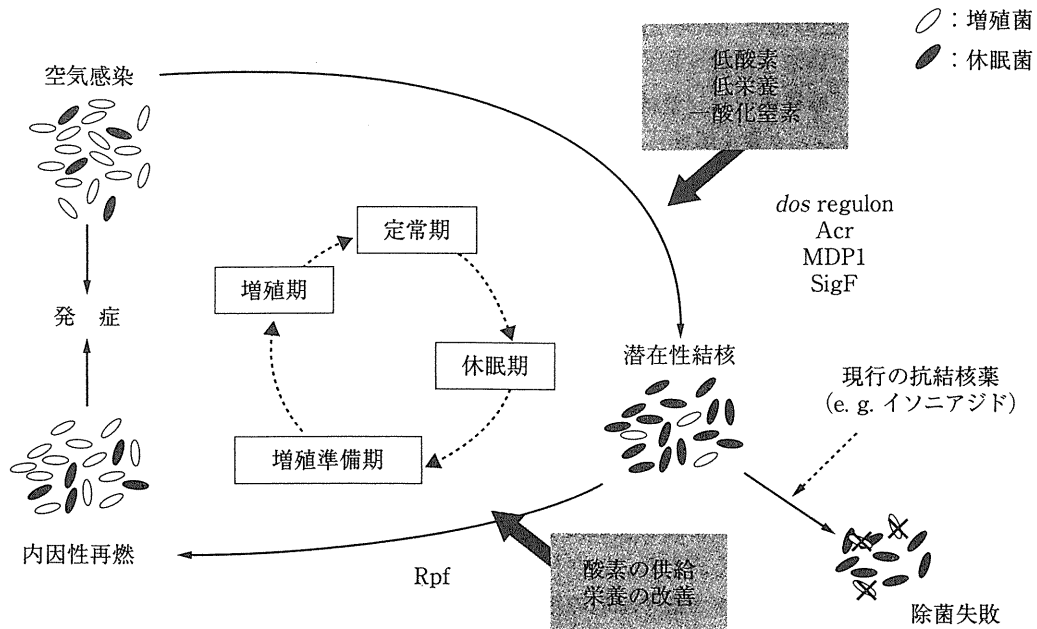 ：増殖菌
：休眠菌
空気感染
低酸素
低栄養
一酸化窒素
dos regulon
Acr
MDP1
SigF
定常期
増殖期
休眠期
増殖準備期
発　症
潜在性結核
現行の抗結核薬
(e. g. イソニアジド)
内因性再燃
Rpf
酸素の供給
栄養の改善
除菌失敗